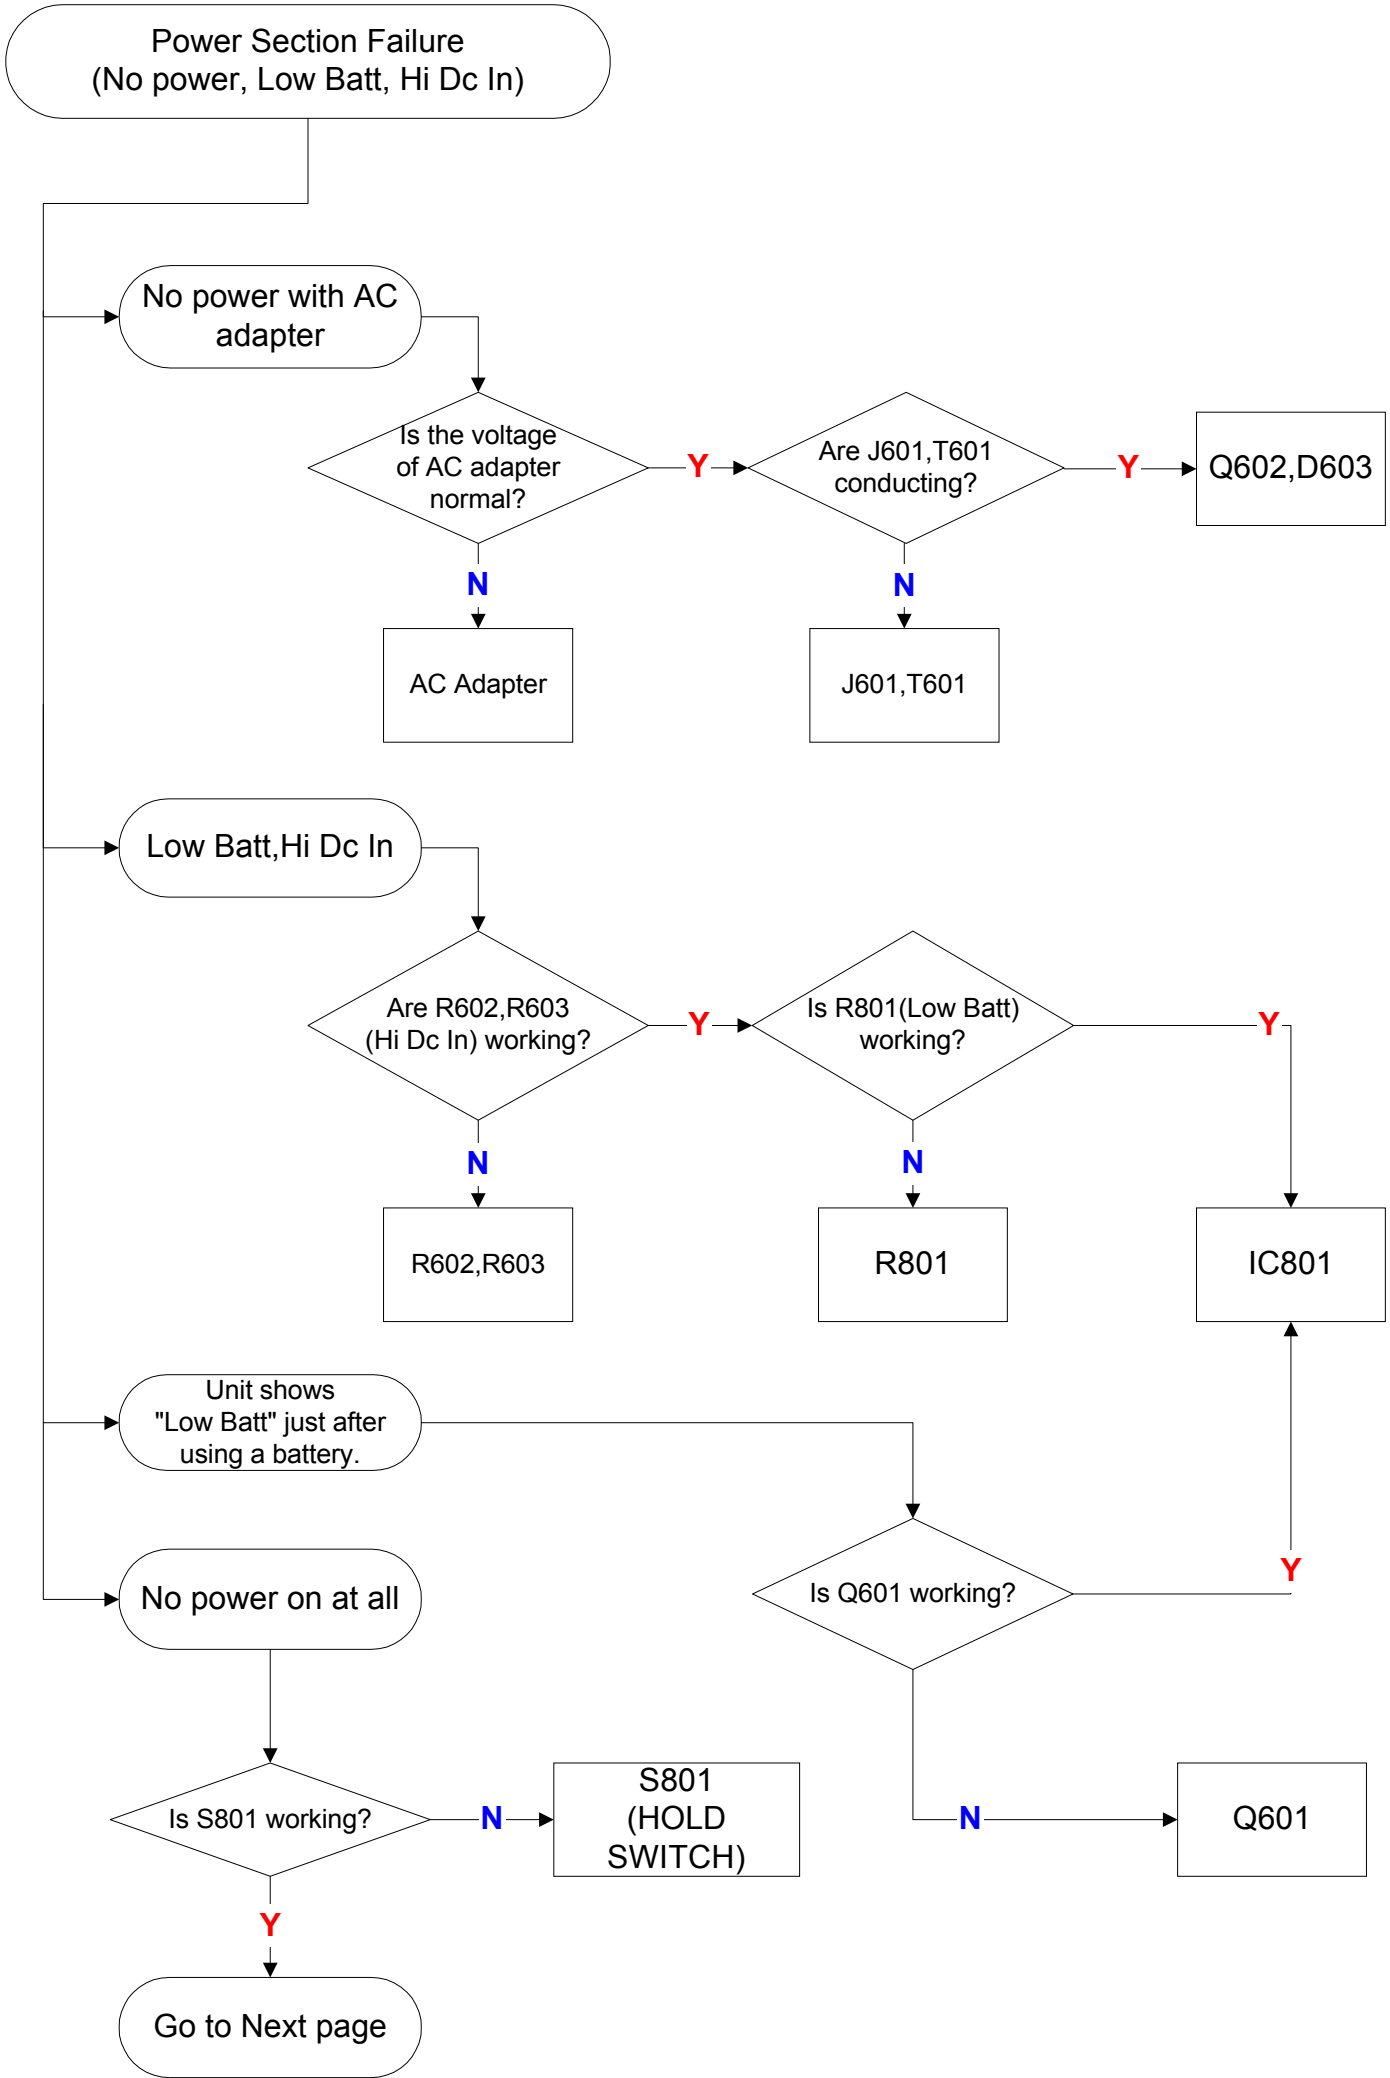 Power Section Failure
(No power, Low Batt, Hi Dc In)
No power with AC
adapter
Is the voltage
of AC adapter
normal?
Y
Are J601,T601
conducting?
Y
Q602,D603
N
N
AC Adapter
J601,T601
Low Batt,Hi Dc In
Are R602,R603
(Hi Dc In) working?
Y
Is R801(Low Batt)
working?
Y
N
N
R602,R603
R801
IC801
Unit shows
"Low Batt" just after
using a battery.
Y
No power on at all
Is Q601 working?
Is S801 working?
N
S801
(HOLD
SWITCH)
N
Q601
Y
Go to Next page